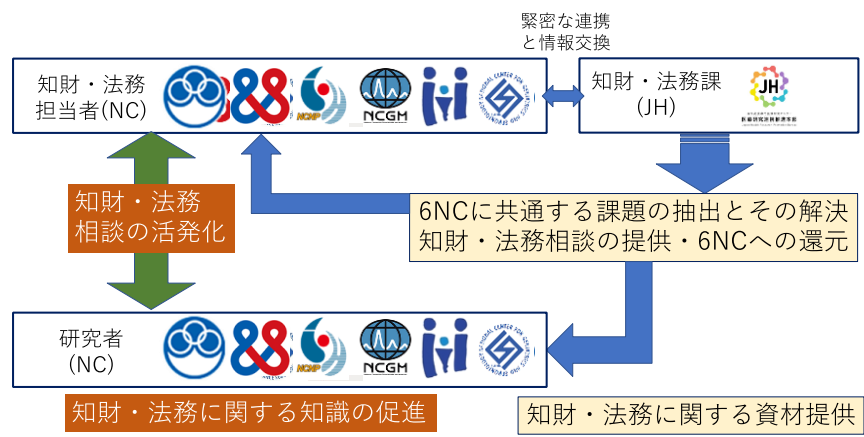 緊密な連携
と情報交換
知財・法務
担当者(NC)
NCNP
NCGM
知財・法務課
(JH)
JH
知財・法務
相談の活発化
6NCに共通する課題の抽出とその解決
知財・法務相談の提供・6NCへの還元
研究者
(NC)
NCNP
NCGM
知財・法務に関する知識の促進
知財・法務に関する資材提供